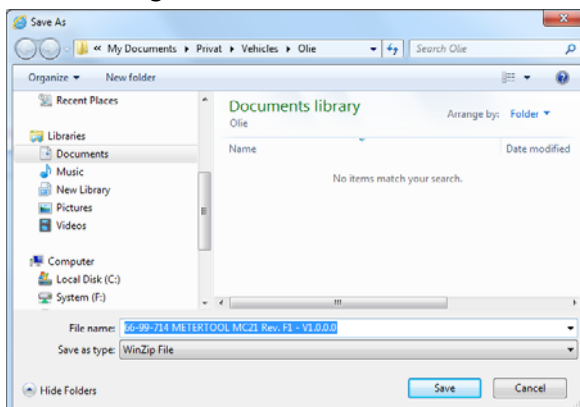 Save As
« My Documents ▸ Privat ▸ Vehicles ▸ Olie
Search Olie
Organize ▾ New folder
Recent Places
Libraries
Documents
Music
New Library
Pictures
Videos
Computer
Local Disk (C:)
System (F:)
Documents library
Olie
Arrange by: Folder ▾
Name Date modified
No items match your search.
File name: 66-99-714 METERTOOL MC21 Rev. F1 - V1.0.0.0
Save as type: WinZip File
Hide Folders
Save
Cancel